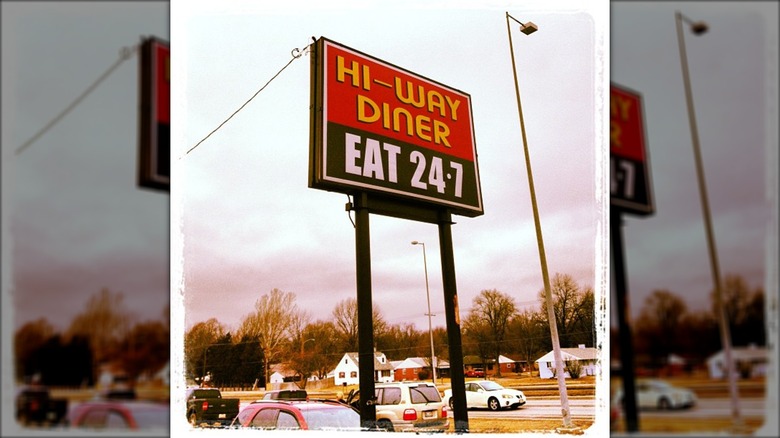 HI-WAY
DINER
EAT 24·7